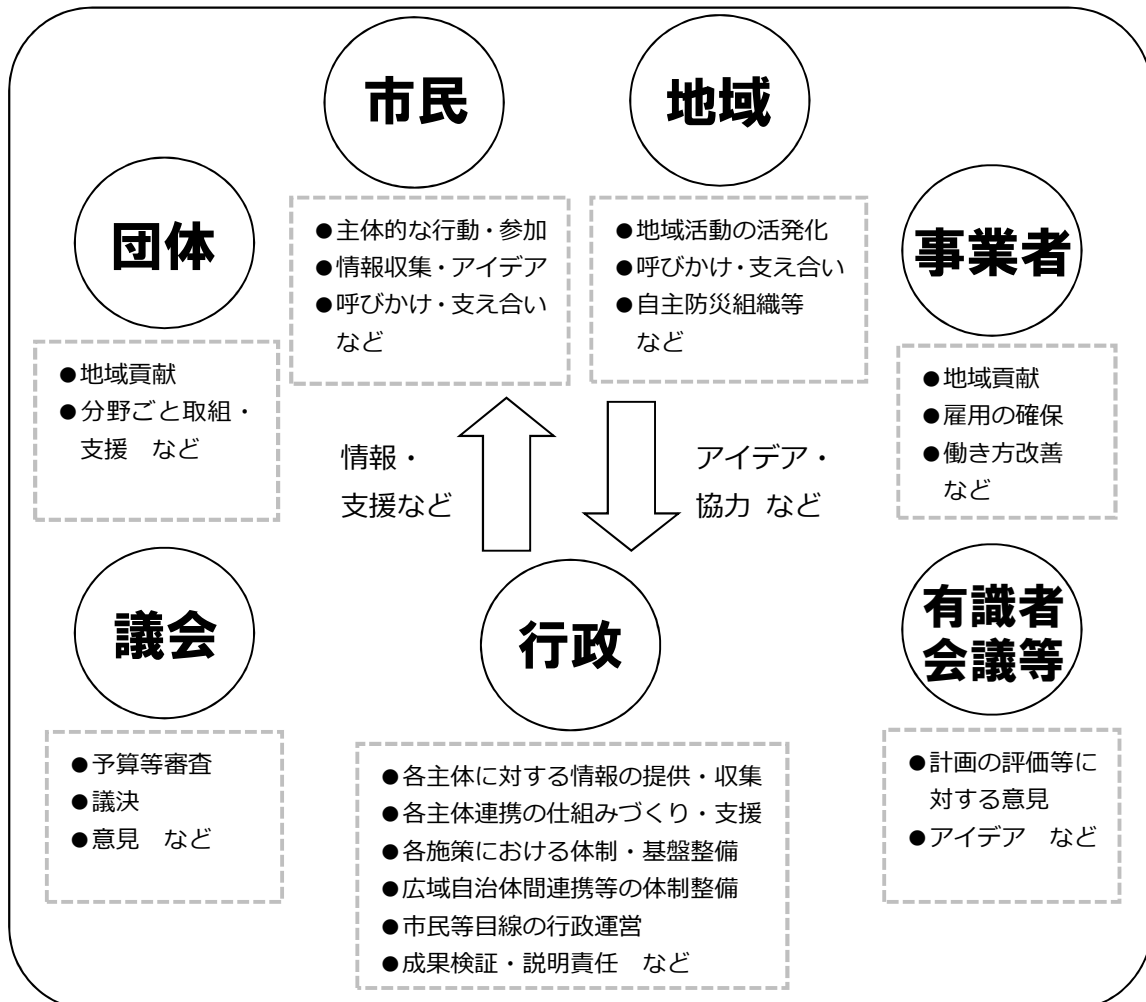 市民
●主体的な行動・参加
●情報収集・アイデア
●呼びかけ・支え合い
など
地域
●地域活動の活発化
●呼びかけ・支え合い
●自主防災組織等
など
団体
●地域貢献
●分野ごと取組・
支援　など
事業者
●地域貢献
●雇用の確保
●働き方改善
など
情報・
支援など
アイデア・
協力 など
議会
●予算等審査
●議決
●意見　など
行政
●各主体に対する情報の提供・収集
●各主体連携の仕組みづくり・支援
●各施策における体制・基盤整備
●広域自治体間連携等の体制整備
●市民等目線の行政運営
●成果検証・説明責任　など
有識者
会議等
●計画の評価等に
対する意見
●アイデア　など